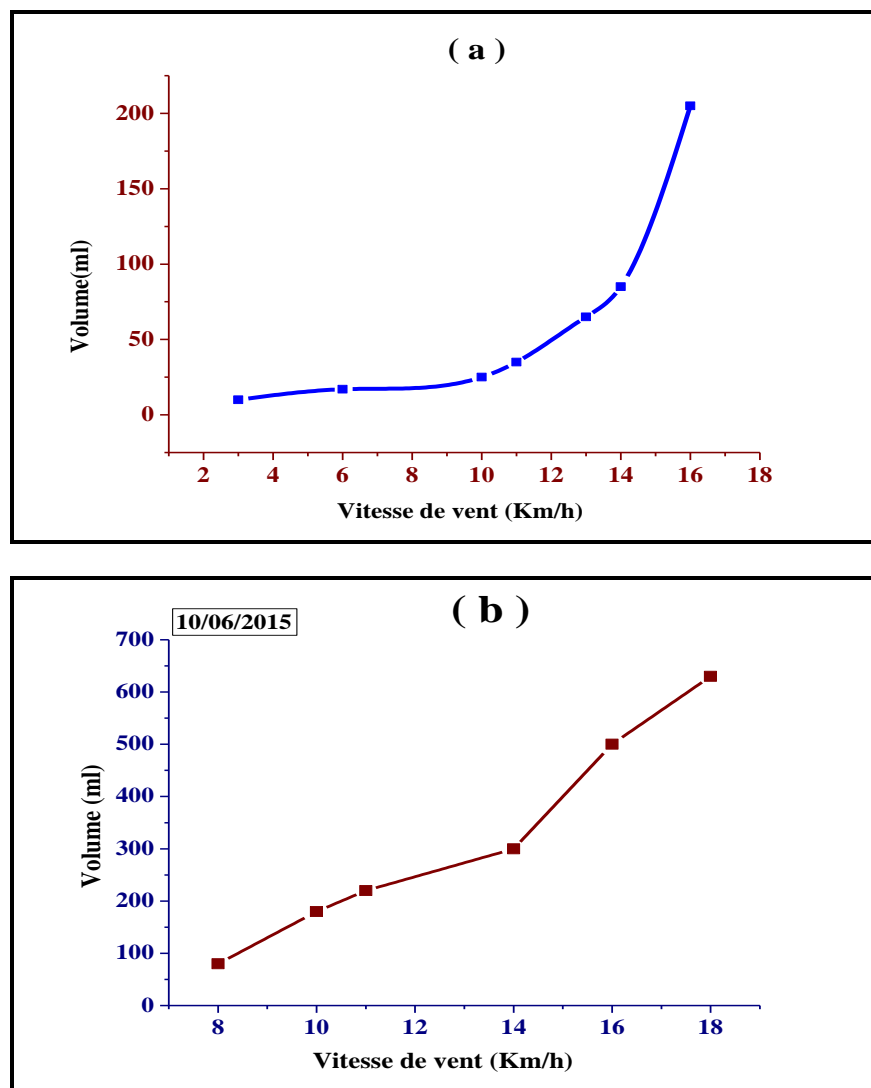 ( a )
200
150
100
50
0
Volume(ml)
2 4 6 8 10 12 14 16 18
Vitesse de vent (Km/h)
( b )
10/06/2015
700
600
500
400
300
200
100
0
Volume (ml)
8 10 12 14 16 18
Vitesse de vent (Km/h)